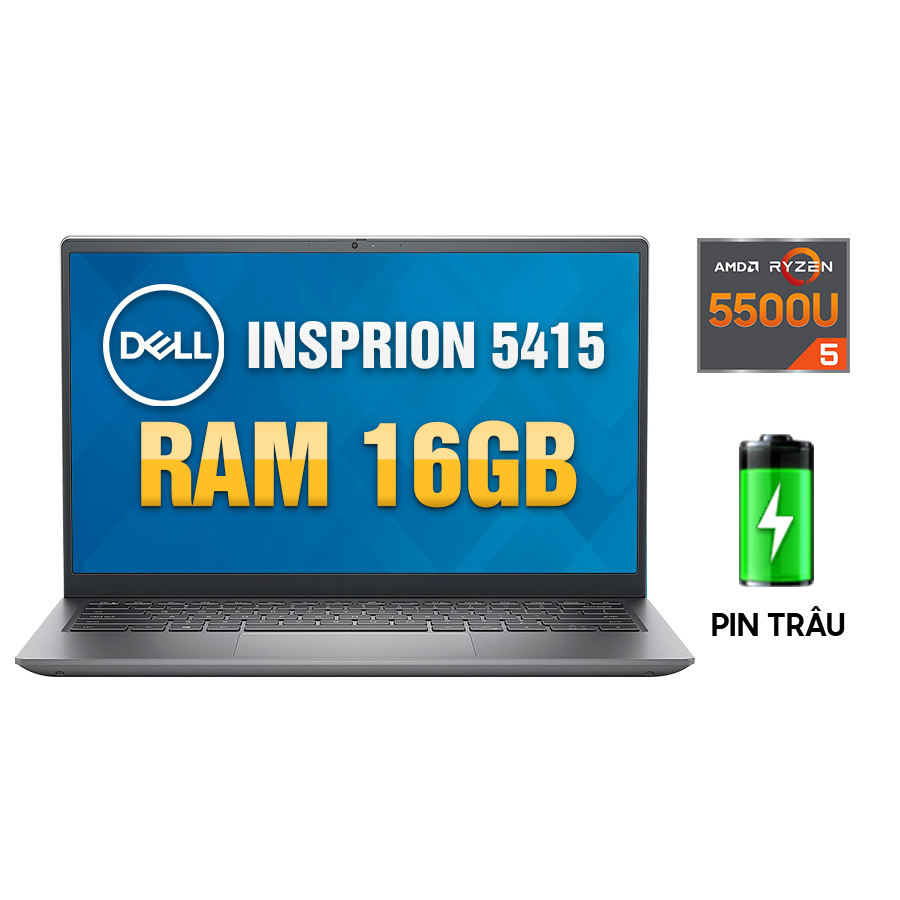 DELL
INSPRION 5415
RAM 16GB
AMD RYZEN
5500U
5
PIN TRÂU